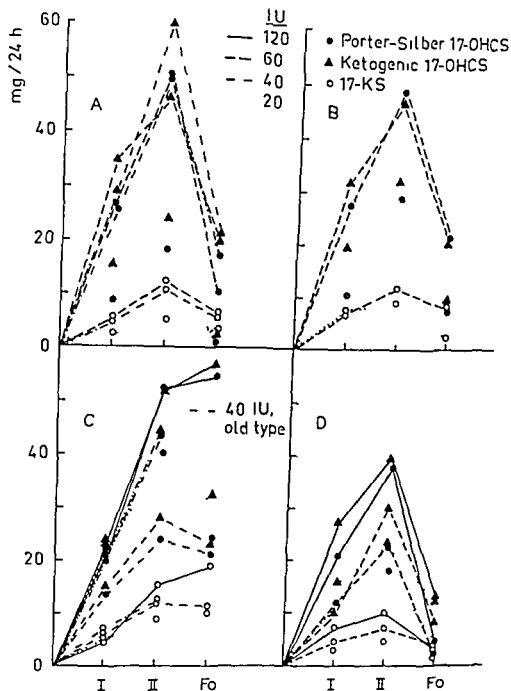 mg/24 h
60
40
20
0
A
IU
120
60
40
20
● Porter-Silber 17-OHCS
▲ Ketogenic 17-OHCS
○ 17-KS
B
40
20
0
C
40 IU,
old type
D
I II Fo
I II Fo